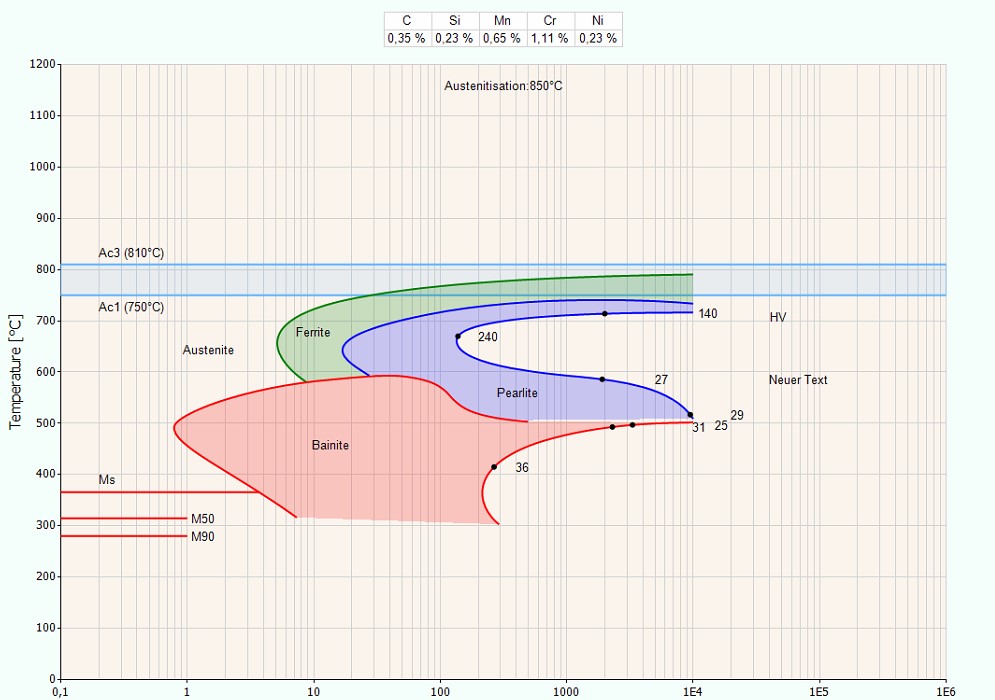 C Si Mn Cr Ni
0,35 % 0,23 % 0,65 % 1,11 % 0,23 %
1200
Austenitisation:850°C
1100
1000
900
Ac3 (810°C)
800
Ac1 (750°C)
140
HV
700
Ferrite
240
Austenite
600
27
Neuer Text
Pearlite
29
500
31
25
Bainite
36
400
Ms
M50
300
M90
200
100
0
Temperature [°C]
0,1 1 10 100 1000 1E4 1E5 1E6